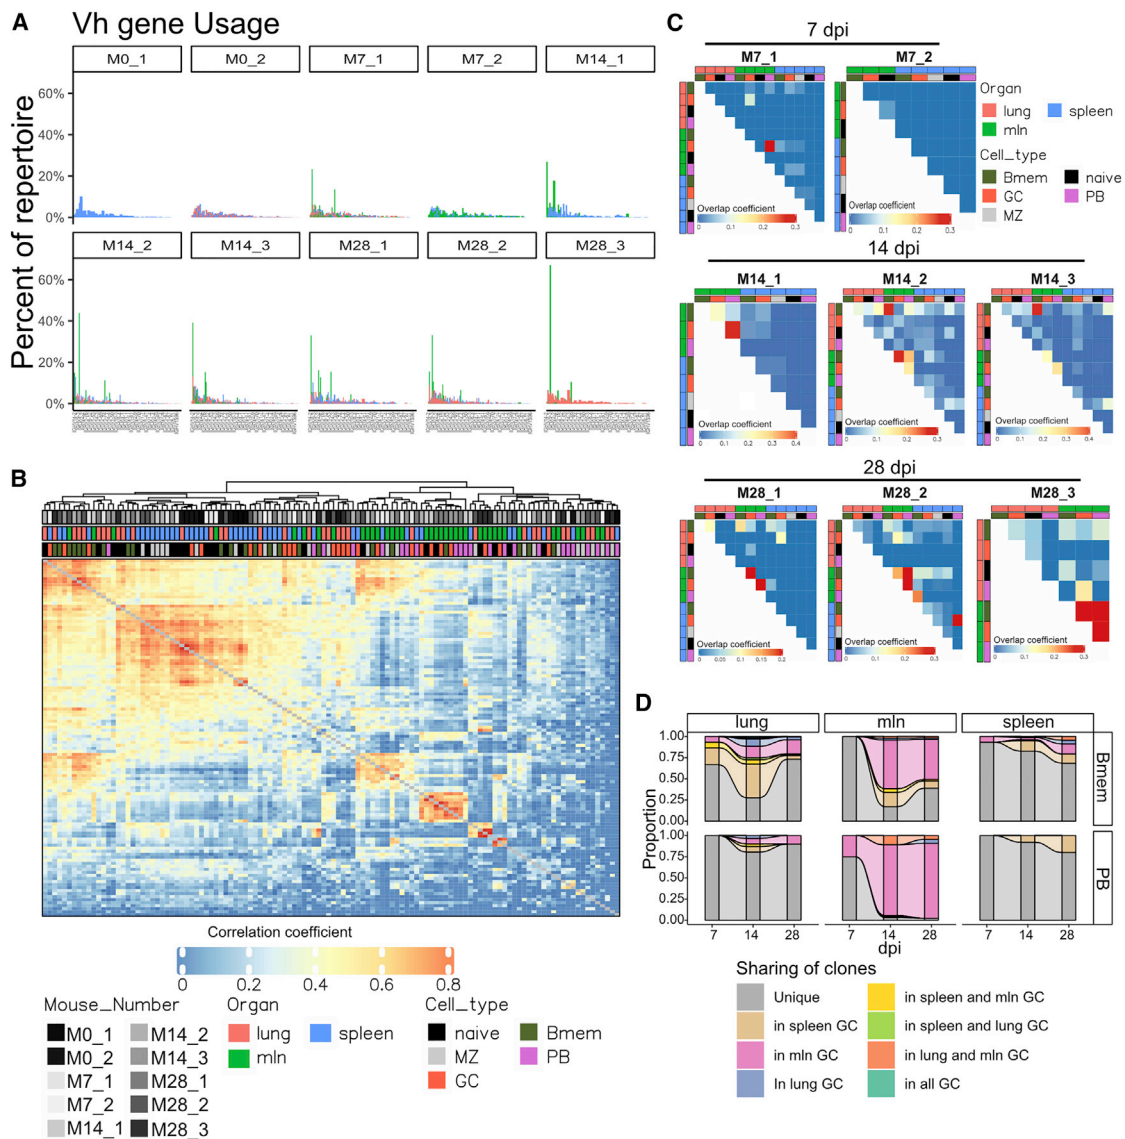 A
Vh gene Usage
M0_1
M0_2
M7_1
M7_2
M14_1
Percent of repertoire
60%
40%
20%
0%
M14_2
M14_3
M28_1
M28_2
M28_3
60%
40%
20%
0%
B
Correlation coefficient
0 0.2 0.4 0.6 0.8
Mouse_Number
M0_1
M0_2
M7_1
M7_2
M14_1
M14_2
M14_3
M28_1
M28_2
M28_3
Organ
lung
mln
spleen
Cell_type
naive
MZ
GC
Bmem
PB
C
7 dpi
M7_1
M7_2
Overlap coefficient
0 0.1 0.2 0.3
Overlap coefficient
0 0.1 0.2 0.3
Organ
lung
mln
spleen
Cell_type
Bmem
GC
MZ
naive
PB
14 dpi
M14_1
M14_2
M14_3
Overlap coefficient
0 0.1 0.2 0.3 0.4
Overlap coefficient
0.1 0.2 0.3
Overlap coefficient
0.1 0.2 0.3 0.4
28 dpi
M28_1
M28_2
M28_3
Overlap coefficient
0 0.05 0.1 0.15 0.2
Overlap coefficient
0 0.1 0.2 0.3
Overlap coefficient
0 0.1 0.2 0.3
D
lung
mln
spleen
Proportion
1.00
0.75
0.50
0.25
0.00
Bmem
1.00
0.75
0.50
0.25
0.00
PB
7 14 28
7 14 28
7 14 28
dpi
Sharing of clones
Unique
in spleen GC
in mln GC
In lung GC
in spleen and mln GC
in spleen and lung GC
in lung and mln GC
in all GC